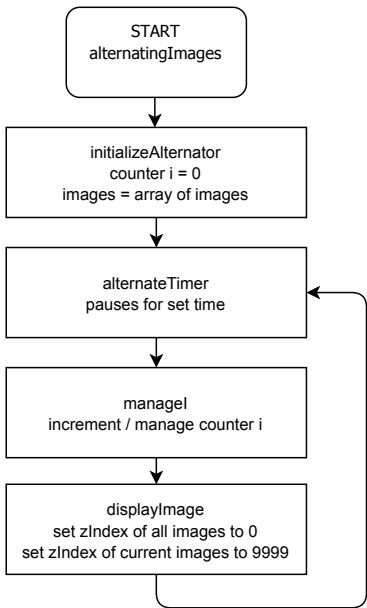 START
alternatingImages
initializeAlternator
counter i = 0
images = array of images
alternateTimer
pauses for set time
manageI
increment / manage counter i
displayImage
set zIndex of all images to 0
set zIndex of current images to 9999